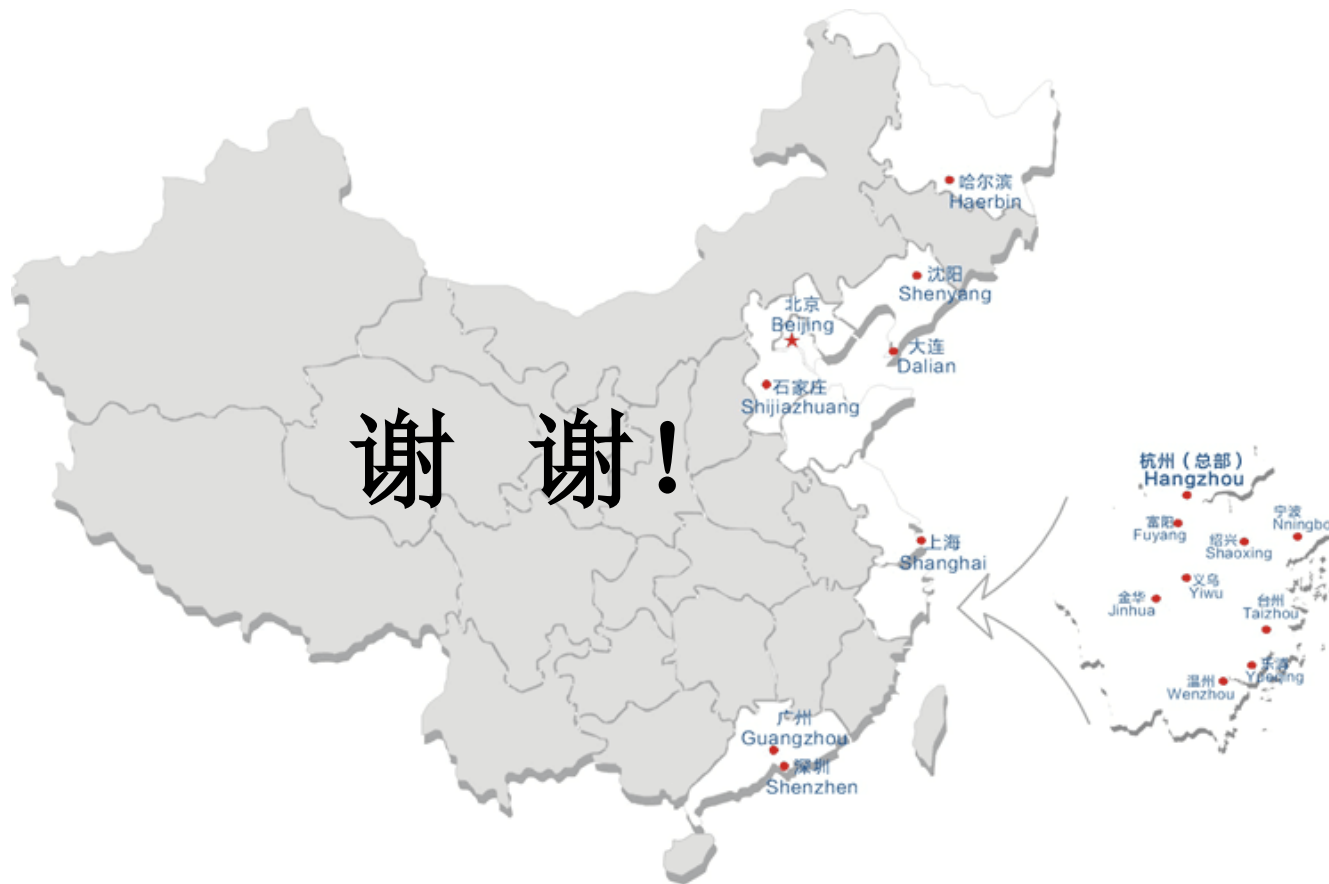 哈尔滨
Haerbin
沈阳
Shenyang
北京
Beijing
大连
Dalian
石家庄
Shijiazhuang
谢 谢！
上海
Shanghai
广州
Guangzhou
深圳
Shenzhen
杭州（总部）
Hangzhou
富阳
Fuyang
绍兴
Shaoxing
宁波
Nningbo
义乌
Yiwu
金华
Jinhua
台州
Taizhou
乐清
Yueqing
温州
Wenzhou